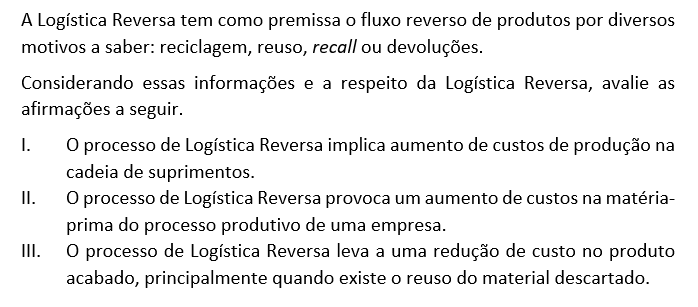 A Logística Reversa tem como premissa o fluxo reverso de produtos por diversos
motivos a saber: reciclagem, reuso, recall ou devoluções.
Considerando essas informações e a respeito da Logística Reversa, avalie as
afirmações a seguir.
I. O processo de Logística Reversa implica aumento de custos de produção na
cadeia de suprimentos.
II. O processo de Logística Reversa provoca um aumento de custos na matéria-
prima do processo produtivo de uma empresa.
III. O processo de Logística Reversa leva a uma redução de custo no produto
acabado, principalmente quando existe o reuso do material descartado.